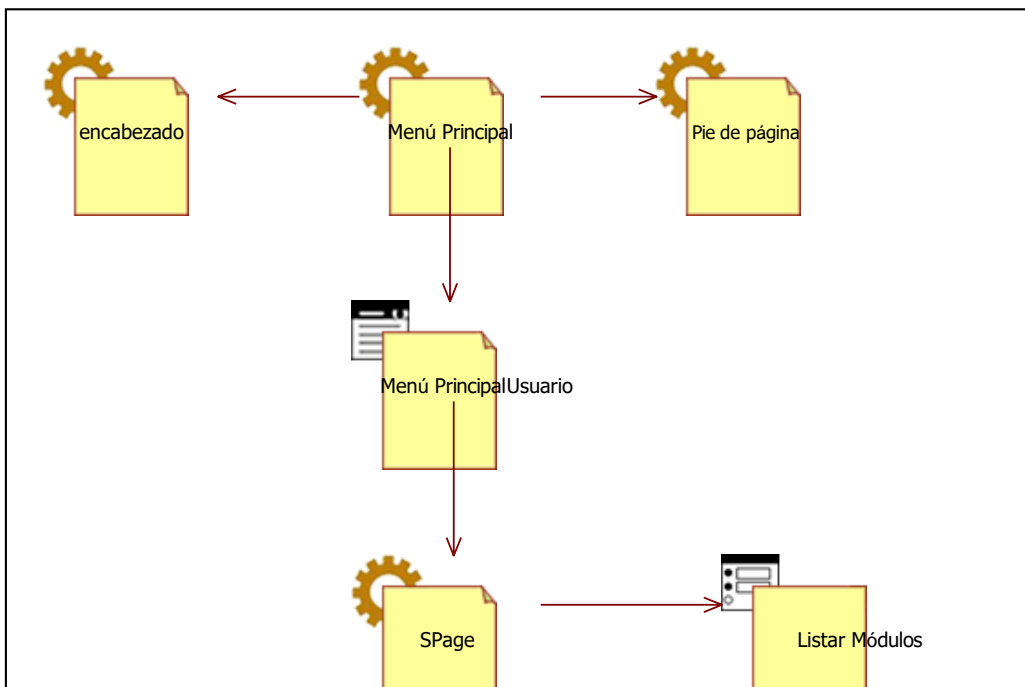 encabezado
Menú Principal
Pie de página
Menú PrincipalUsuario
SPage
Listar Módulos